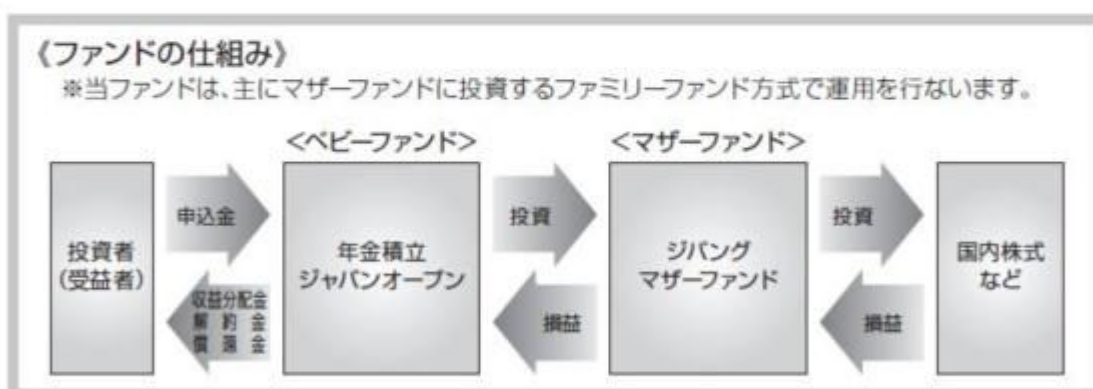 《ファンドの仕組み》
※当ファンドは、主にマザーファンドに投資するファミリーファンド方式で運用を行ないます。
<ベビーファンド>
<マザーファンド>
投資者
(受益者)
申込金
収益分配金
解約金
償還金
年金積立
ジャパンオープン
投資
損益
ジパング
マザーファンド
投資
損益
国内株式
など